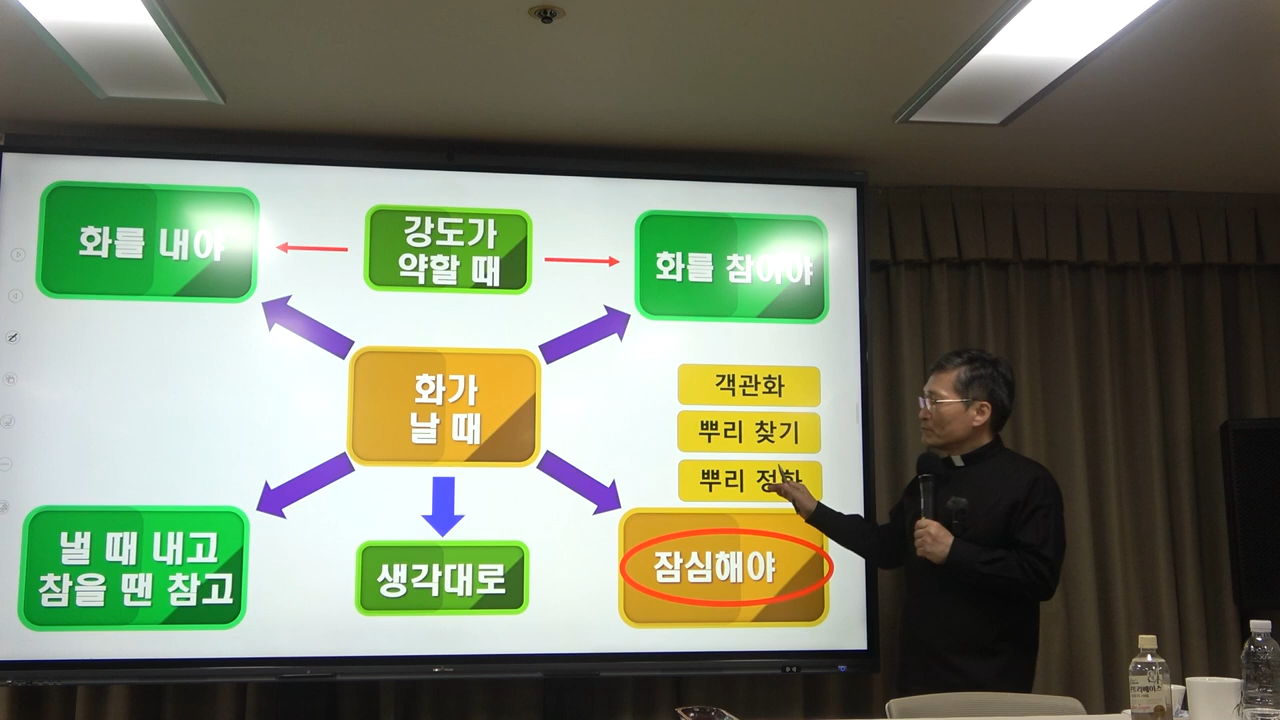 화를 내야
강도가
약할 때
화를 참아야
화가
날 때
객관화
뿌리 찾기
뿌리 정화
낼 때 내고
참을 땐 참고
생각대로
잠심해야